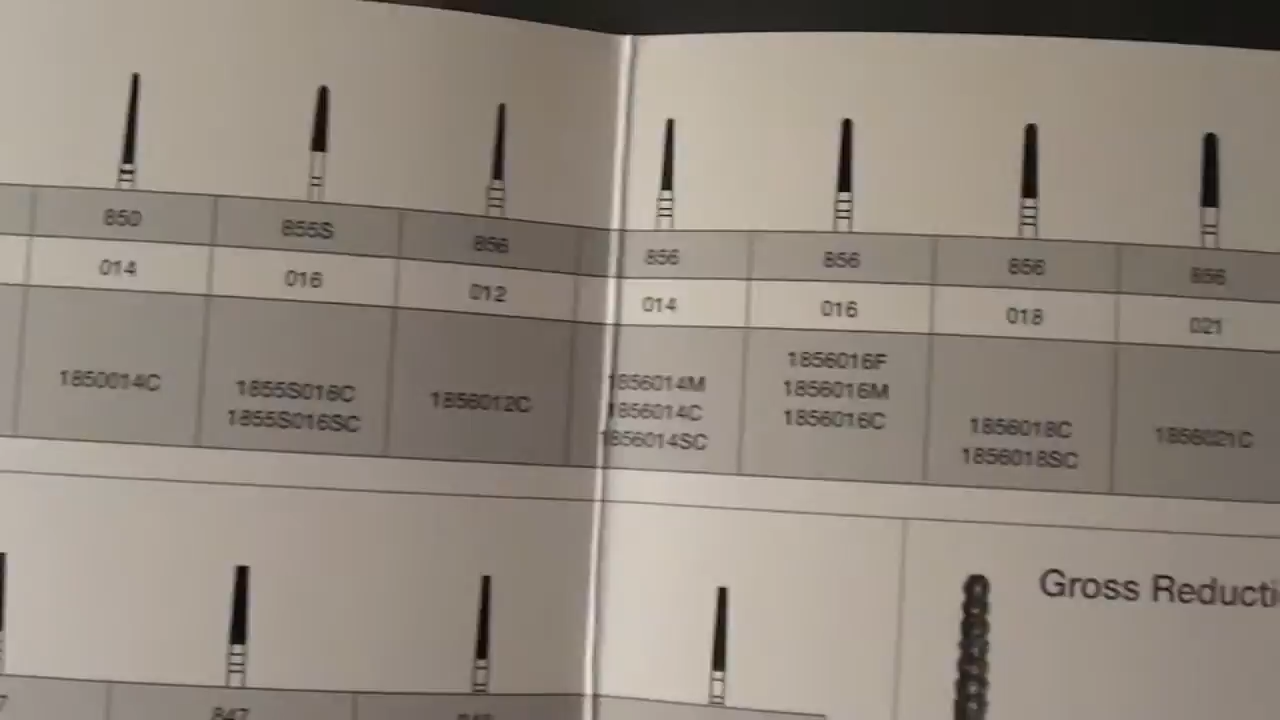 850 855S 856 856 856 856 856
014 016 012 014 016 018 021
1850014C
1855S016C
1855S016SC
1856012C
1856014M
1856014C
1856014SC
1856016F
1856016M
1856016C
1856018C
1856018SC
1856021C
Gross Reducti
847